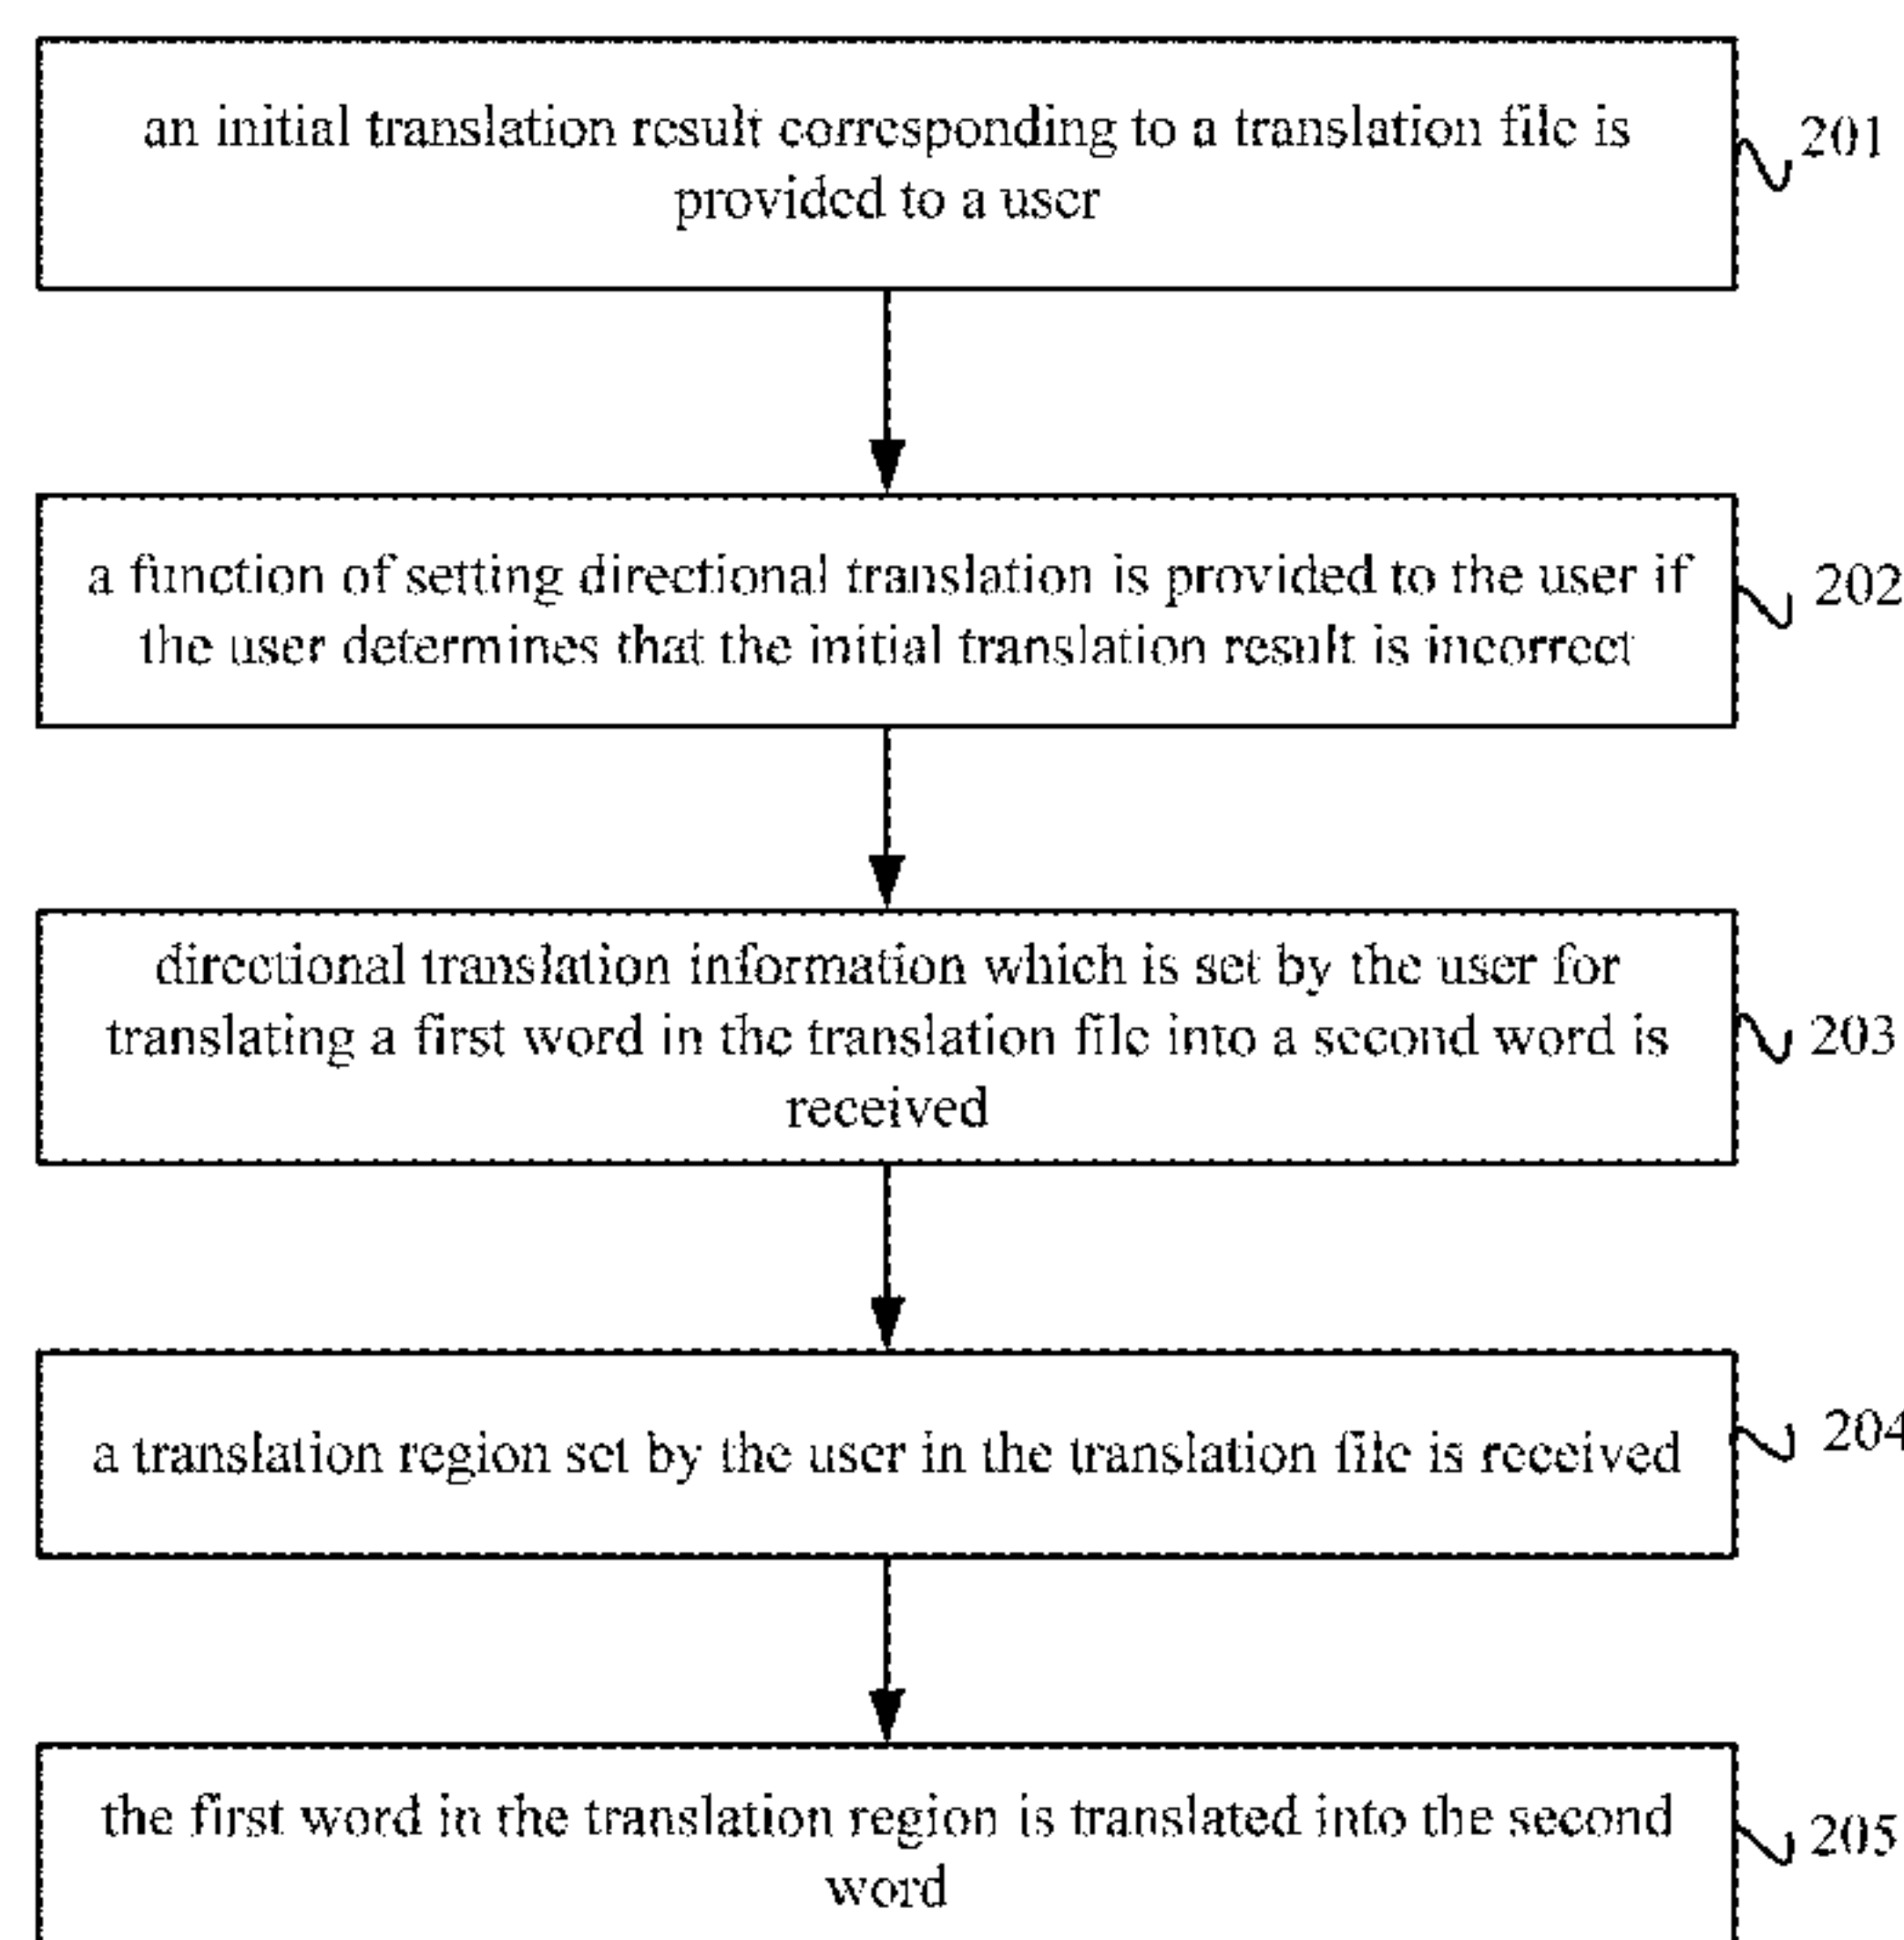 an initial translation result corresponding to a translation file is
provided to a user
201
a function of setting directional translation is provided to the user if
the user determines that the initial translation result is incorrect
202
directional translation information which is set by the user for
translating a first word in the translation file into a second word is
received
203
a translation region set by the user in the translation file is received
204
the first word in the translation region is translated into the second
word
205